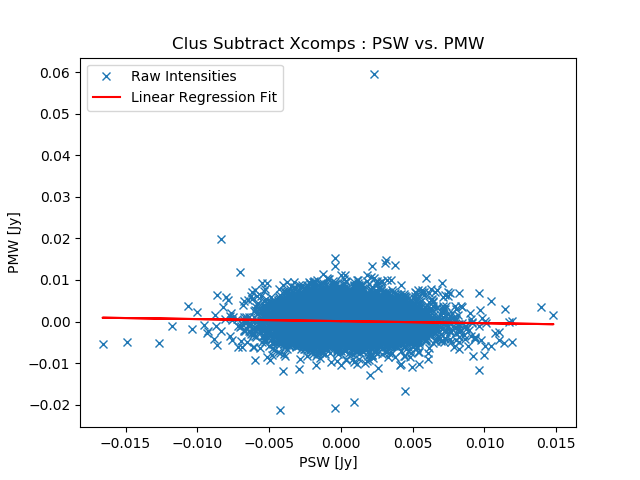 Clus Subtract Xcomps : PSW vs. PMW
Raw Intensities
Linear Regression Fit
PMW [Jy]
0.06
0.05
0.04
0.03
0.02
0.01
0.00
−0.01
−0.02
−0.015 −0.010 −0.005 0.000 0.005 0.010 0.015
PSW [Jy]